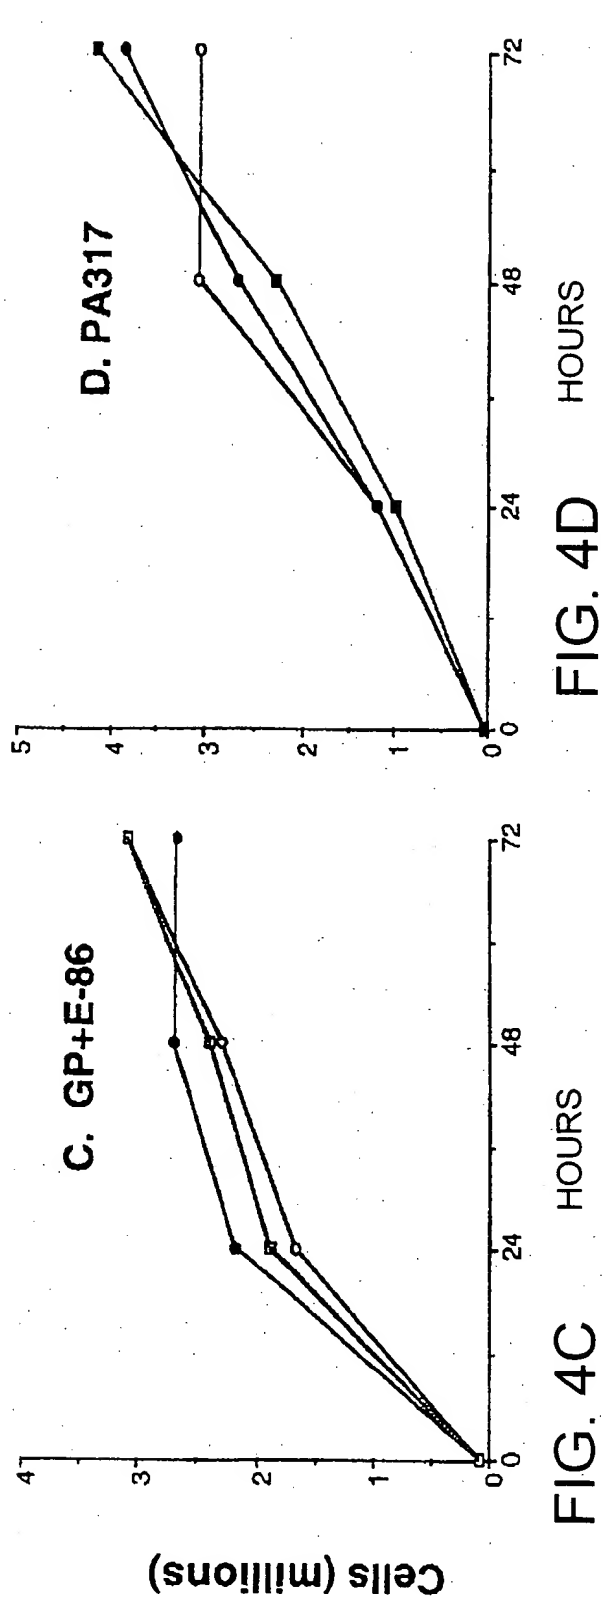 Cells (millions)
C. GP+E-86
4
3
2
1
0
0
24
48
72
HOURS
FIG. 4C
D. PA317
5
4
3
2
1
0
0
24
48
72
HOURS
FIG. 4D